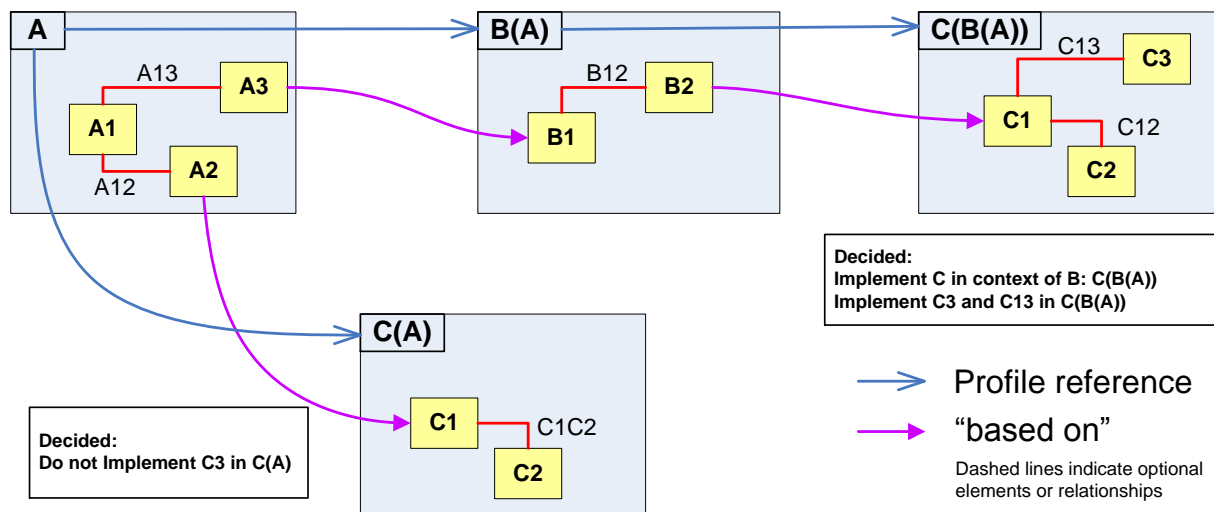 A
B(A)
C(B(A))
A13
A3
A1
A2
A12
B12
B2
B1
C13
C3
C1
C12
C2
Decided:
Implement C in context of B: C(B(A))
Implement C3 and C13 in C(B(A))
C(A)
C1
C1C2
C2
Decided:
Do not Implement C3 in C(A)
Profile reference
“based on”
Dashed lines indicate optional
elements or relationships